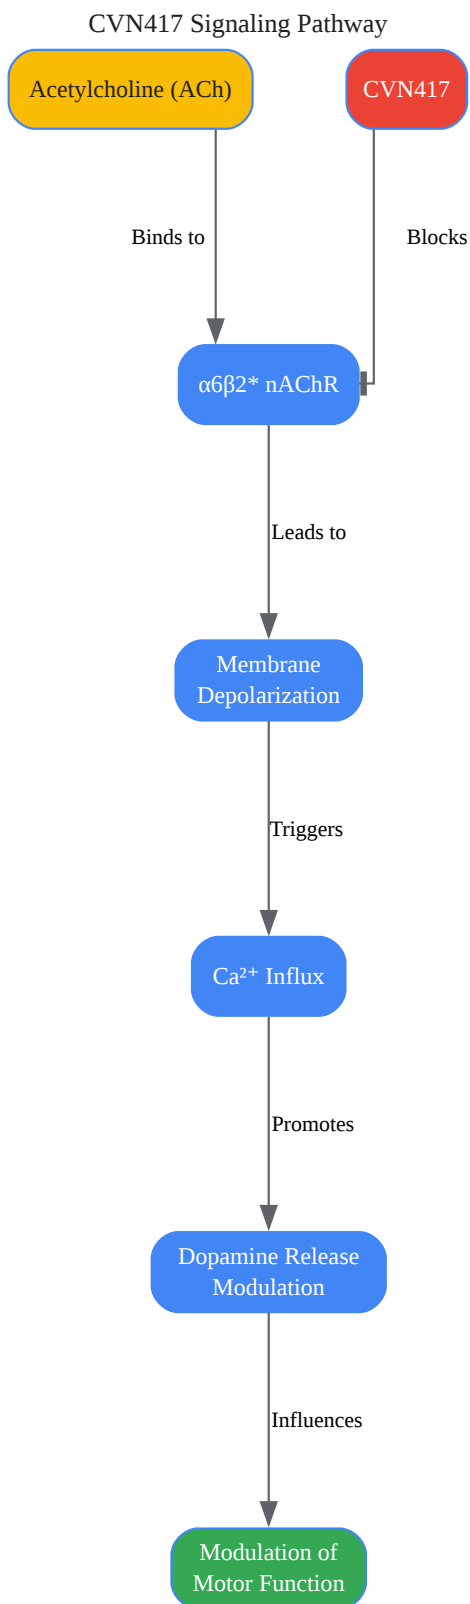 CVN417 Signaling Pathway
Acetylcholine (ACh)
CVN417
Binds to
Blocks
α6β2* nAChR
Leads to
Membrane
Depolarization
Triggers
Ca²⁺ Influx
Promotes
Dopamine Release
Modulation
Influences
Modulation of
Motor Function